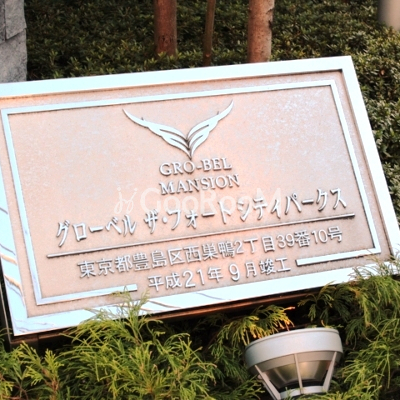 GRO-BEL
MANSION
グローベル ザ・フォートシティパークス
東京都豊島区西巣鴨2丁目39番10号
平成21年9月竣工